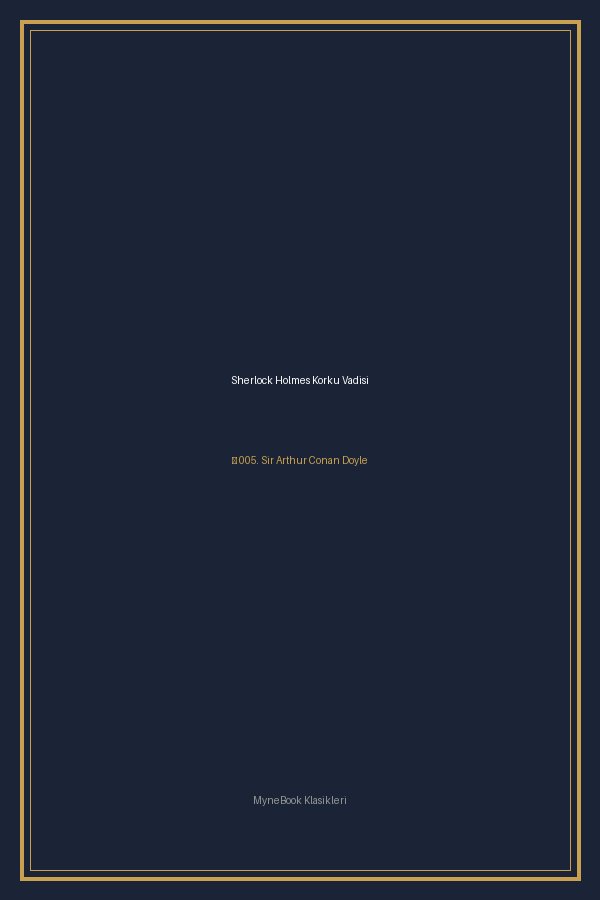 Sherlock Holmes Korku Vadisi
005. Sir Arthur Conan Doyle
MyneBook Klasikleri